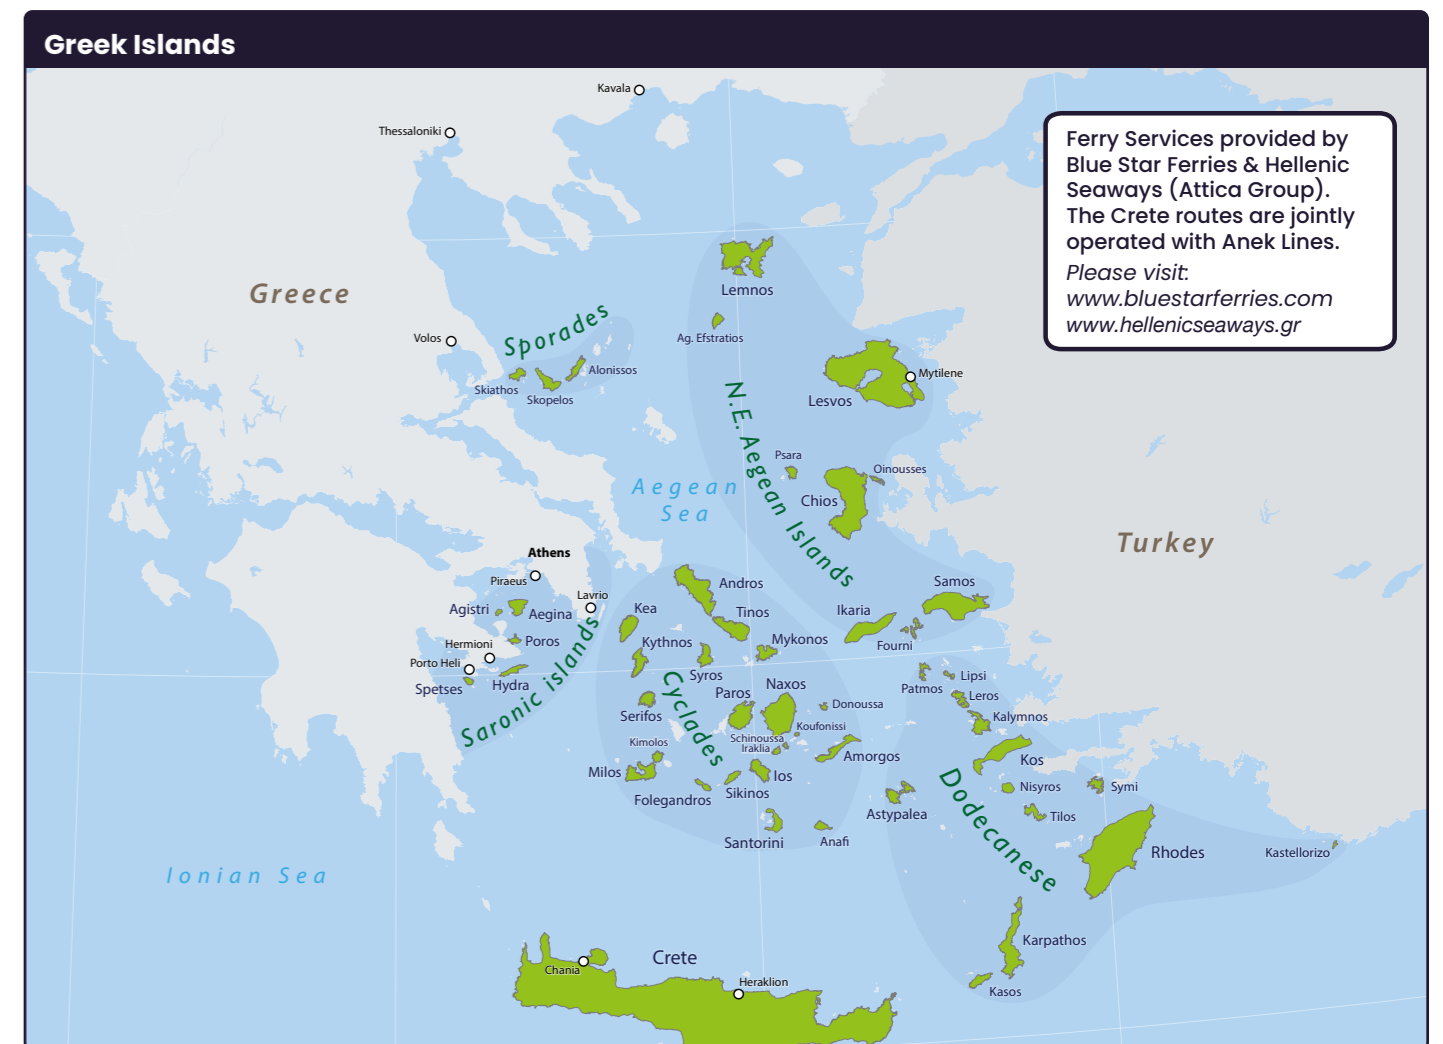 Greek Islands
Kavala
Thessaloniki
Ferry Services provided by
Blue Star Ferries & Hellenic
Seaways (Attica Group).
The Crete routes are jointly
operated with Anek Lines.
Please visit:
www.bluestarferries.com
www.hellenicseaways.gr
Greece
Lemnos
Sporades
Volos
Ag. Efstratios
Skiathos
Alonissos
Skopelos
Mytilene
Lesvos
N.E. Aegean Islands
Psara
Oinousses
Chios
Aegean
Sea
Turkey
Athens
Piraeus
Lavrio
Agistri
Aegina
Poros
Hermioni
Porto Heli
Spetses
Hydra
Saronic islands
Andros
Tinos
Kea
Kythnos
Mykonos
Syros
Cyclades
Paros
Naxos
Donoussa
Koufonissi
Schinoussa
Iraklia
Serifos
Kimolos
Milos
Folegandros
Sikinos
Ios
Amorgos
Santorini
Anafi
Samos
Ikaria
Fourni
Patmos
Lipsi
Leros
Kalymnos
Kos
Nisyros
Symi
Tilos
Astypalea
Dodecanese
Rhodes
Kastellorizo
Karpathos
Kasos
Ionian Sea
Crete
Chania
Heraklion